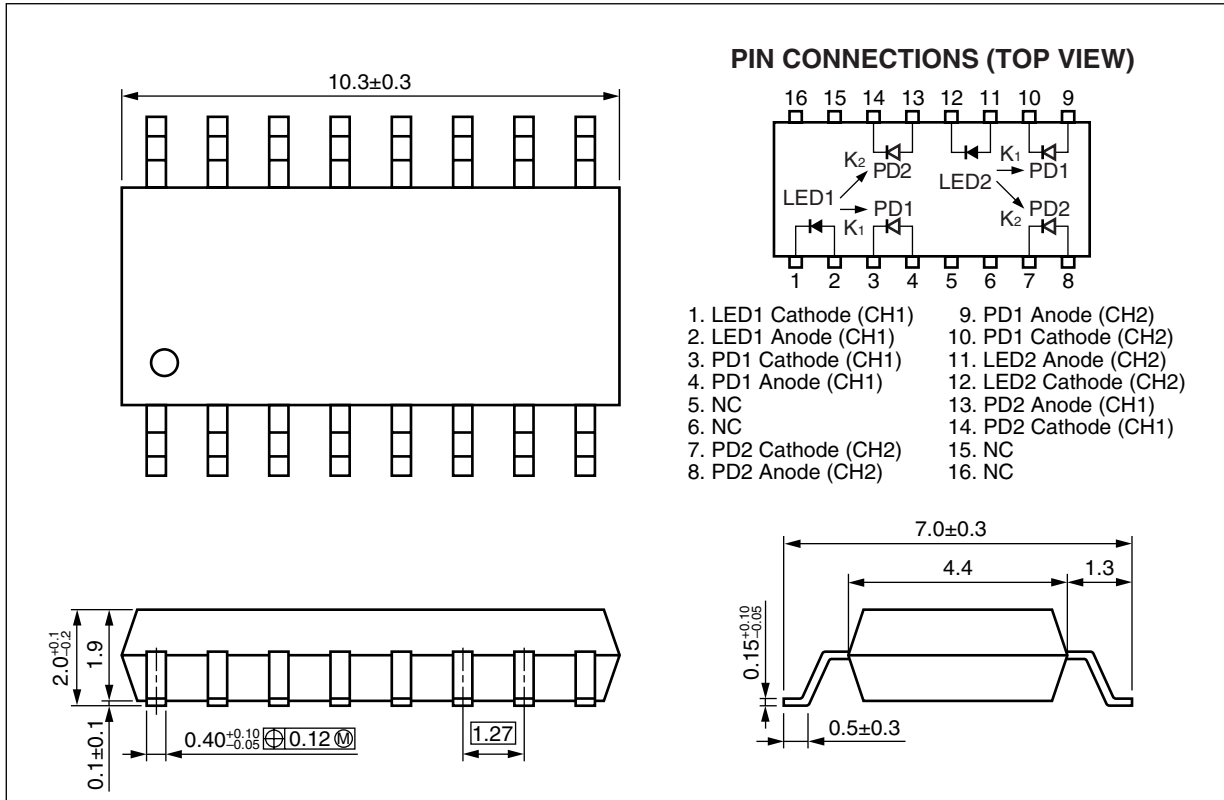 PIN CONNECTIONS (TOP VIEW)
10.3±0.3
16 15 14 13 12 11 10 9
K2 PD2
K1 PD1
LED1
LED2
K1 PD1
K2 PD2
1 2 3 4 5 6 7 8
1. LED1 Cathode (CH1)
2. LED1 Anode (CH1)
3. PD1 Cathode (CH1)
4. PD1 Anode (CH1)
5. NC
6. NC
7. PD2 Cathode (CH2)
8. PD2 Anode (CH2)
9. PD1 Anode (CH2)
10. PD1 Cathode (CH2)
11. LED2 Anode (CH2)
12. LED2 Cathode (CH2)
13. PD2 Anode (CH1)
14. PD2 Cathode (CH1)
15. NC
16. NC
2.0+0.1-0.2
1.9
0.1±0.1
0.40+0.10-0.05 ⌖ 0.12 Ⓜ
1.27
7.0±0.3
4.4
1.3
0.15+0.10-0.05
0.5±0.3